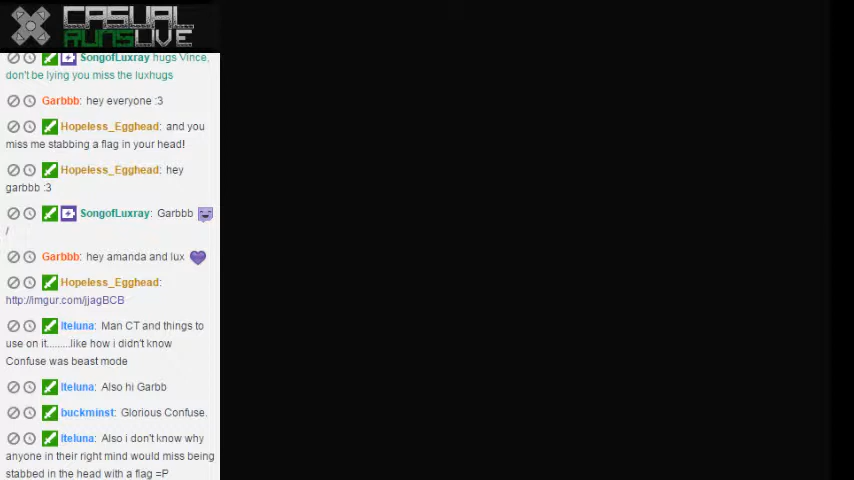 CASUAL
RUNSLIVE
SongofLuxray hugs Vince,
don't be lying you miss the luxhugs
Garbbb: hey everyone :3
Hopeless_Egghead: and you
miss me stabbing a flag in your head!
Hopeless_Egghead: hey
garbbb :3
SongofLuxray: Garbbb
/
Garbbb: hey amanda and lux
Hopeless_Egghead:
http://imgur.com/jjagBCB
Iteluna: Man CT and things to
use on it.........like how i didn't know
Confuse was beast mode
Iteluna: Also hi Garbb
buckminst: Glorious Confuse.
Iteluna: Also i don't know why
anyone in their right mind would miss being
stabbed in the head with a flag =P